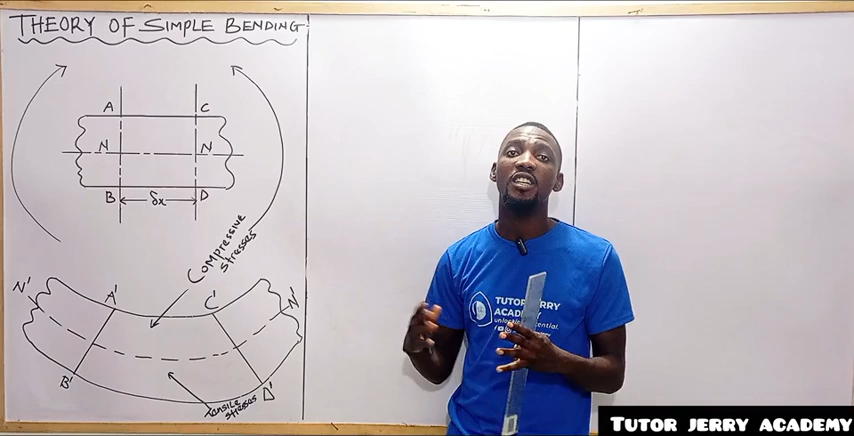 THEORY OF SIMPLE BENDING
A C
N N
B δx D
Compressive
stresses
N' A' C' N'
B' D'
Tensile
stresses
TUTOR JERRY
ACADEMY
TUTOR JERRY ACADEMY